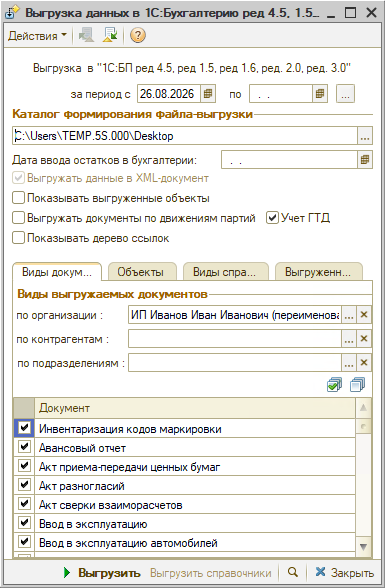 Выгрузка данных в 1С:Бухгалтерию ред 4.5, 1.5...
Действия
Выгрузка в "1С:БП ред 4.5, ред 1.5, ред 1.6, ред. 2.0, ред. 3.0"
за период с 26.08.2026 по . .
Каталог формирования файла-выгрузки
C:\Users\TEMP.5S.000\Desktop
Дата ввода остатков в бухгалтерии: . .
Выгружать данные в XML-документ
Показывать выгруженные объекты
Выгружать документы по движениям партий Учет ГТД
Показывать дерево ссылок
Виды докум... Объекты Виды спра... Выгруженн...
Виды выгружаемых документов
по организации : ИП Иванов Иван Иванович (переименова
по контрагентам :
по подразделениям :
Документ
Инвентаризация кодов маркировки
Авансовый отчет
Акт приема-передачи ценных бумаг
Акт разногласий
Акт сверки взаиморасчетов
Ввод в эксплуатацию
Ввод в эксплуатацию автомобилей
Выгрузить Выгрузить справочники Закрыть